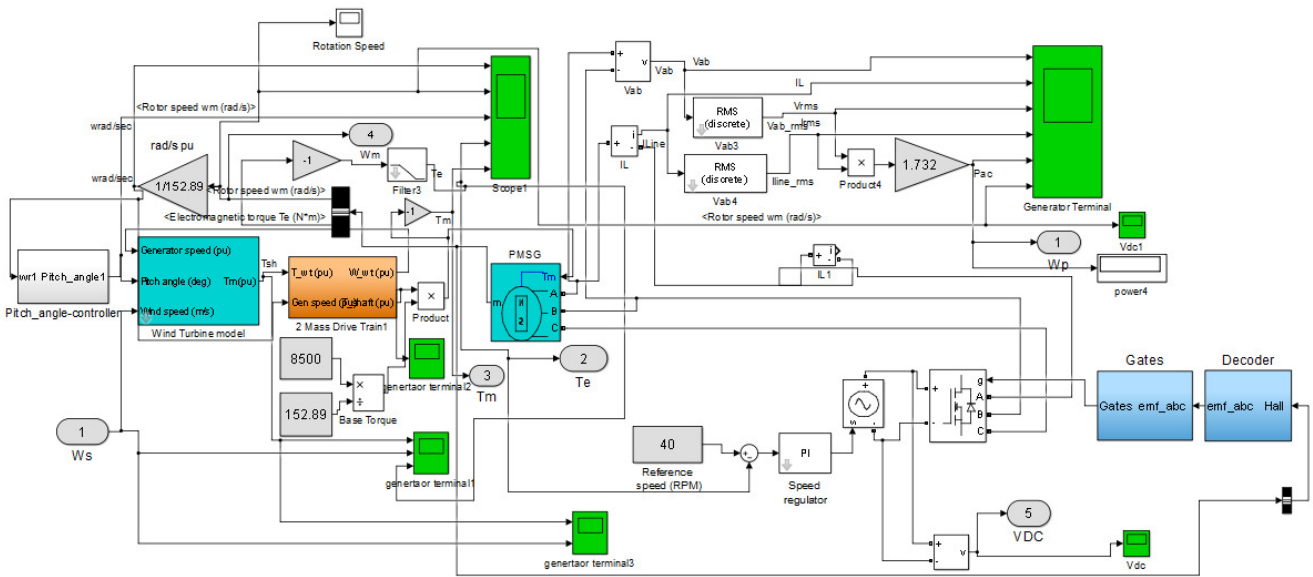 Rotation Speed
<Rotor speed wm (rad/s)>
wrad/sec
rad/s pu
wrad/sec
1/152.89
<Rotor speed wm (rad/s)>
<Electromagnetic torque Te (N*m)>
4
Wm
-1
Filter3
Te
-1
Tm
Scope1
+
-
v
Vab
Vab
Vab
+
-
i
IL
ILine
IL
RMS
(discrete)
Vab3
Vrms
Vab_rms
Irms
RMS
(discrete)
Vab4
Iline_rms
×
Product4
1.732
Pac
<Rotor speed wm (rad/s)>
Generator Terminal
Vdc1
1
Wp
+
-
i
IL1
power4
wr1 Pitch_angle1
Pitch_angle-controller
Generator speed (pu)
Pitch angle (deg)
Tm(pu)
Wind speed (m/s)
Wind Turbine model
Tsh
T_wt(pu)
W_wt(pu)
Gen speed (pu)
2 Mass Drive Train1
×
Product
PMSG
Tm
m
A
B
C
N
S
8500
152.89
×
÷
Base Torque
genertaor terminal2
3
Tm
2
Te
1
Ws
genertaor terminal1
genertaor terminal3
40
Reference
speed (RPM)
+
-
PI
Speed
regulator
s
+
-
+
-
g
A
B
C
Gates
Gates emf_abc
Decoder
emf_abc Hall
+
-
v
5
VDC
Vdc